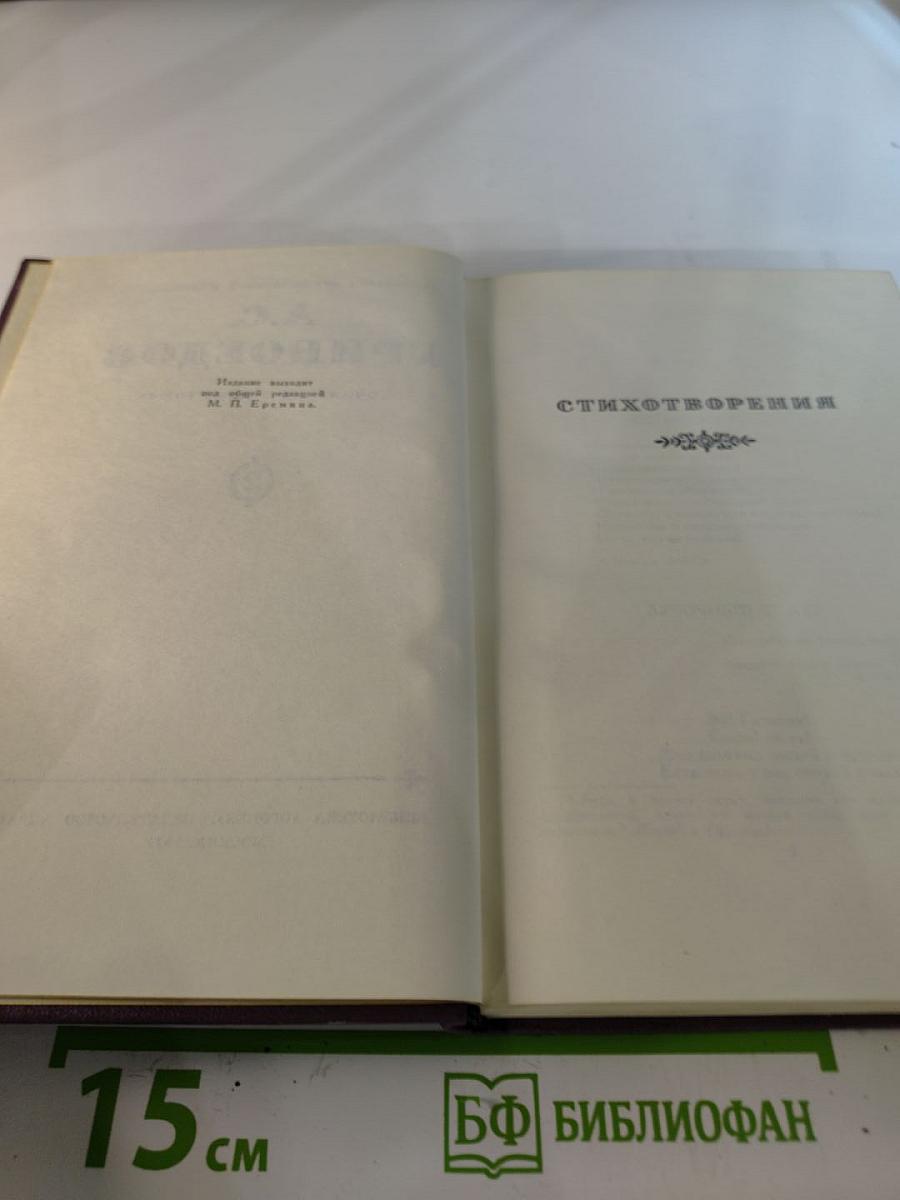 Издание выходит
под общей редакцией
М. П. Еремина.
СТИХОТВОРЕНИЯ
15 см
БФ БИБЛИОФАН